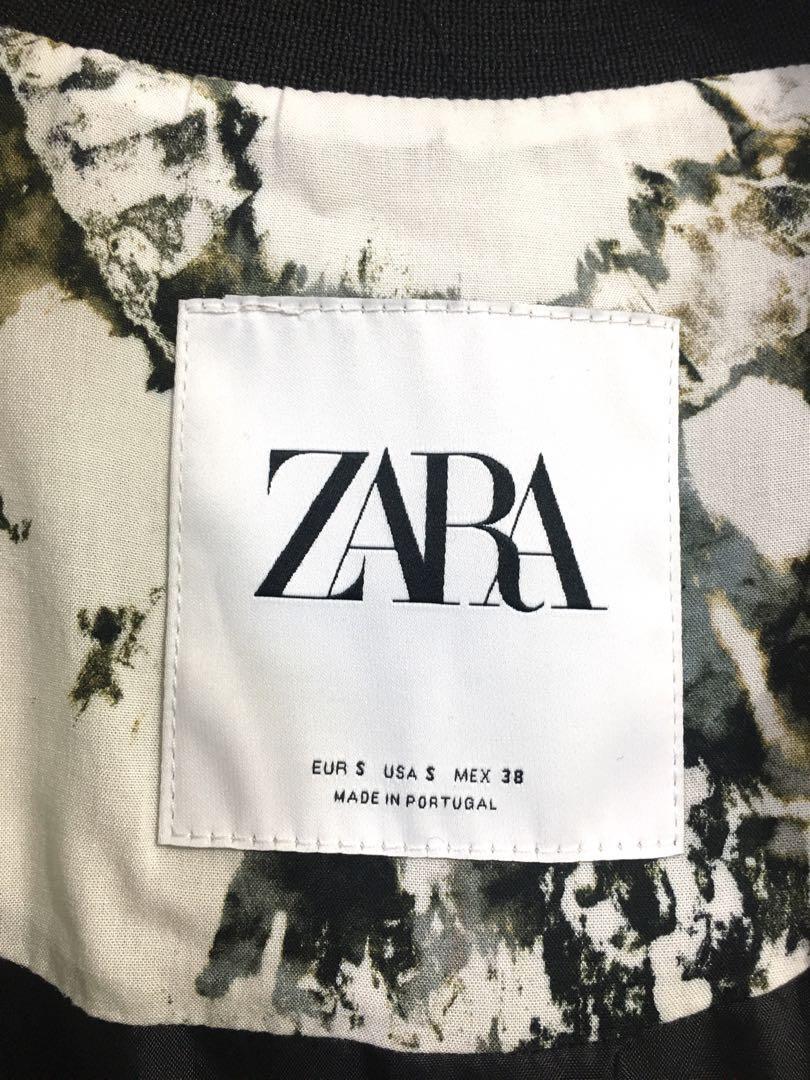 ZARA
EUR S USA S MEX 38
MADE IN PORTUGAL